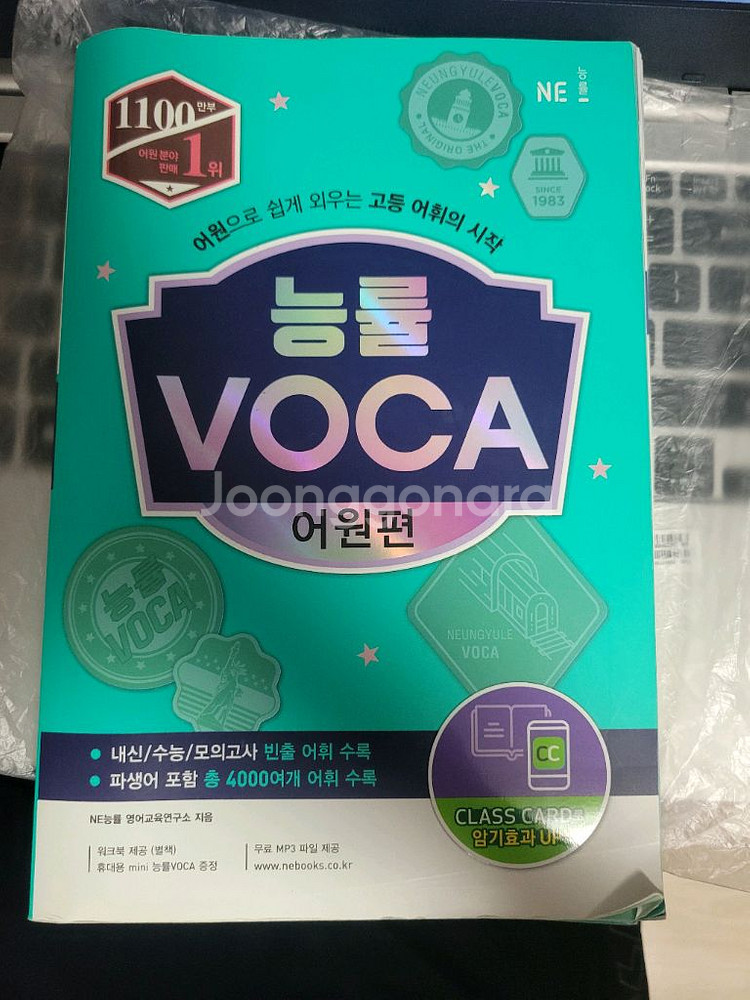 1100만부
어원 분야
판매 1위
NEUNGYULE VOCA
THE ORIGINAL
NE 능률
SINCE
1983
어원으로 쉽게 외우는 고등 어휘의 시작
능률
VOCA
Joonggonara
어원편
능률
VOCA
NEUNGYULE
VOCA
내신/수능/모의고사 빈출 어휘 수록
파생어 포함 총 4000여개 어휘 수록
CC
CLASS CARD로
암기효과 UP
NE능률 영어교육연구소 지음
워크북 제공 (별책)
휴대용 mini 능률VOCA 증정
무료 MP3 파일 제공
www.nebooks.co.kr